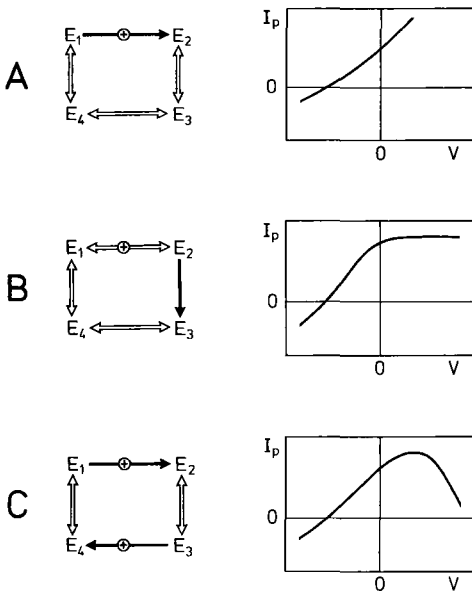 A
E₁ ⊕ E₂
E₄ E₃
Iₚ
0
0 V
B
E₁ ⊕ E₂
E₄ E₃
Iₚ
0
0 V
C
E₁ ⊕ E₂
E₄ ⊕ E₃
Iₚ
0
0 V